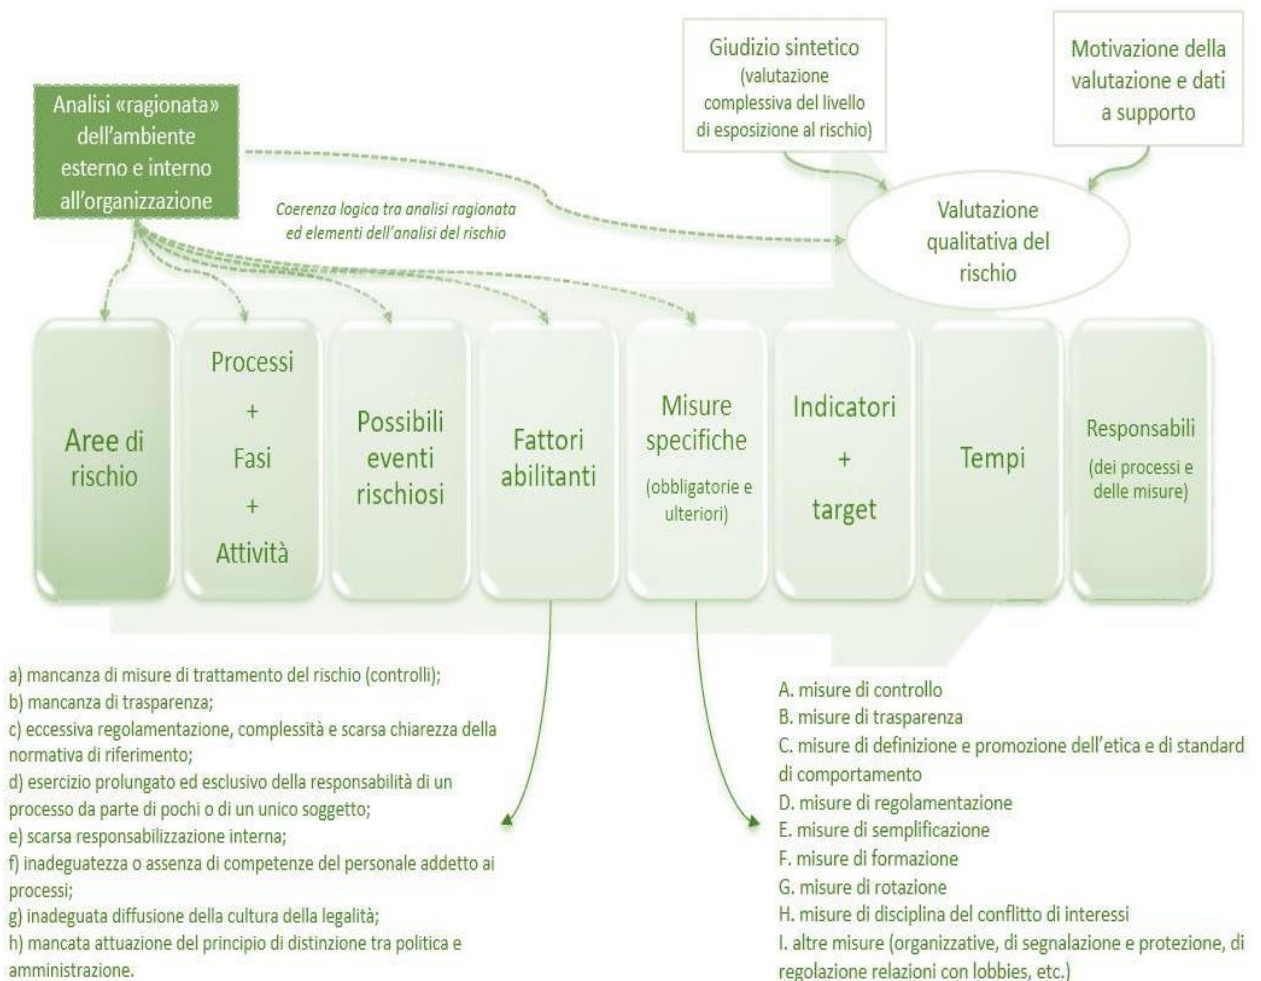 Giudizio sintetico
(valutazione
complessiva del livello
di esposizione al rischio)
Motivazione della
valutazione e dati
a supporto
Analisi «ragionata»
dell'ambiente
esterno e interno
all'organizzazione
Coerenza logica tra analisi ragionata
ed elementi dell'analisi del rischio
Valutazione
qualitativa del
rischio
Aree di
rischio
Processi
+
Fasi
+
Attività
Possibili
eventi
rischiosi
Fattori
abilitanti
Misure
specifiche
(obbligatorie e
ulteriori)
Indicatori
+
target
Tempi
Responsabili
(dei processi e
delle misure)
a) mancanza di misure di trattamento del rischio (controlli);
b) mancanza di trasparenza;
c) eccessiva regolamentazione, complessità e scarsa chiarezza della
normativa di riferimento;
d) esercizio prolungato ed esclusivo della responsabilità di un
processo da parte di pochi o di un unico soggetto;
e) scarsa responsabilizzazione interna;
f) inadeguatezza o assenza di competenze del personale addetto ai
processi;
g) inadeguata diffusione della cultura della legalità;
h) mancata attuazione del principio di distinzione tra politica e
amministrazione.
A. misure di controllo
B. misure di trasparenza
C. misure di definizione e promozione dell'etica e di standard
di comportamento
D. misure di regolamentazione
E. misure di semplificazione
F. misure di formazione
G. misure di rotazione
H. misure di disciplina del conflitto di interessi
I. altre misure (organizzative, di segnalazione e protezione, di
regolazione relazioni con lobbies, etc.)